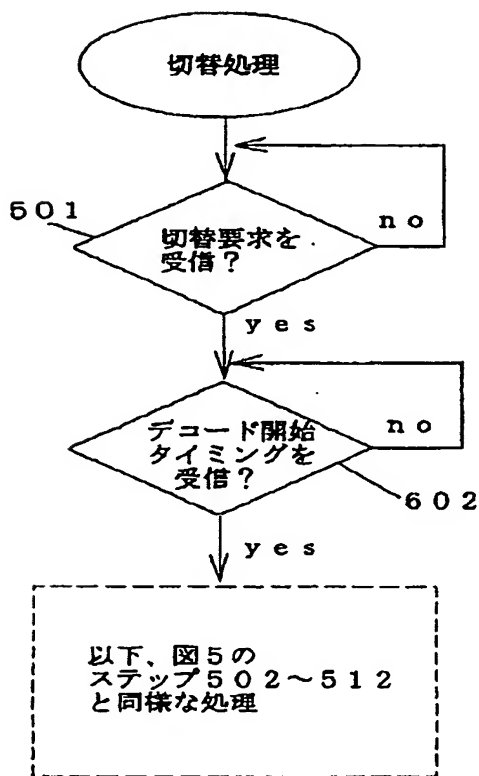 切替処理
501
no
切替要求を
受信?
yes
no
デコード開始
タイミングを
受信?
602
yes
以下、図5の
ステップ502~512
と同様な処理